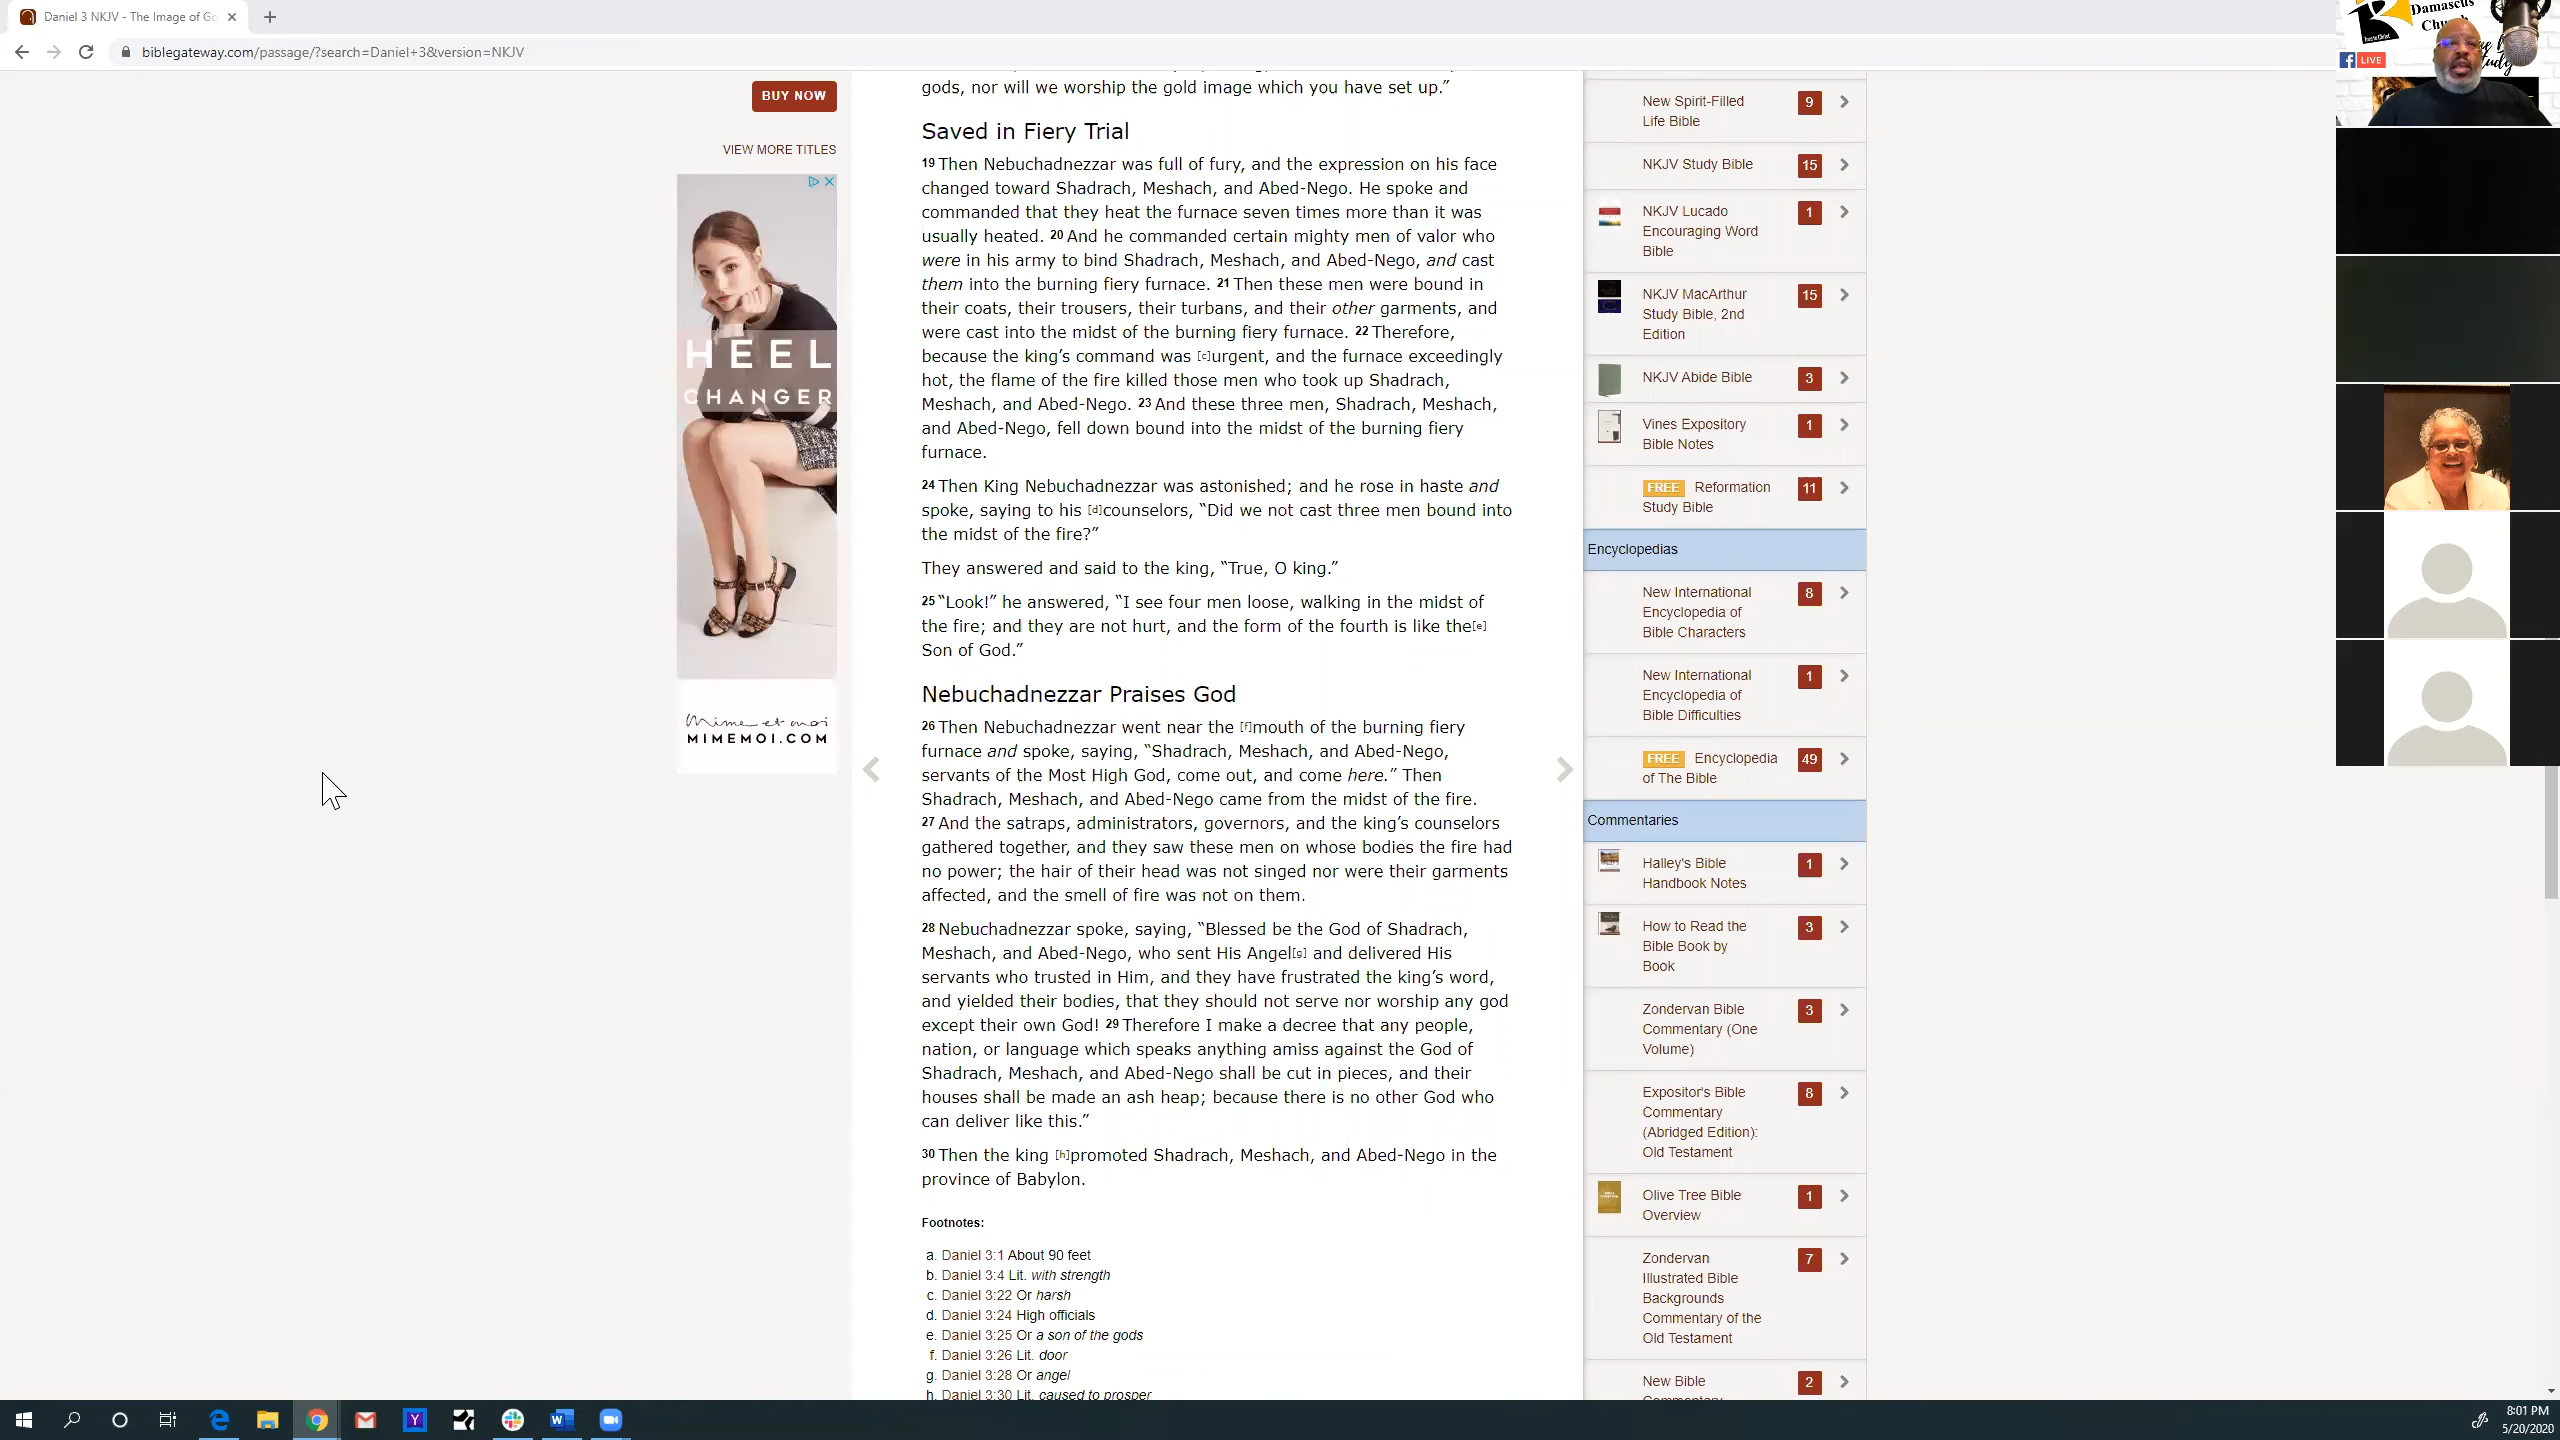 Daniel 3 NKJV - The Image of Go
biblegateway.com/passage/?search=Daniel+3&version=NKJV
BUY NOW
VIEW MORE TITLES
HEEL
CHANGER
Mime et moi
MIMEMOI.COM
gods, nor will we worship the gold image which you have set up.”
Saved in Fiery Trial
19 Then Nebuchadnezzar was full of fury, and the expression on his face
changed toward Shadrach, Meshach, and Abed-Nego. He spoke and
commanded that they heat the furnace seven times more than it was
usually heated. 20 And he commanded certain mighty men of valor who
were in his army to bind Shadrach, Meshach, and Abed-Nego, and cast
them into the burning fiery furnace. 21 Then these men were bound in
their coats, their trousers, their turbans, and their other garments, and
were cast into the midst of the burning fiery furnace. 22 Therefore,
because the king’s command was [c]urgent, and the furnace exceedingly
hot, the flame of the fire killed those men who took up Shadrach,
Meshach, and Abed-Nego. 23 And these three men, Shadrach, Meshach,
and Abed-Nego, fell down bound into the midst of the burning fiery
furnace.
24 Then King Nebuchadnezzar was astonished; and he rose in haste and
spoke, saying to his [d]counselors, “Did we not cast three men bound into
the midst of the fire?”
They answered and said to the king, “True, O king.”
25 “Look!” he answered, “I see four men loose, walking in the midst of
the fire; and they are not hurt, and the form of the fourth is like the[e]
Son of God.”
Nebuchadnezzar Praises God
26 Then Nebuchadnezzar went near the [f]mouth of the burning fiery
furnace and spoke, saying, “Shadrach, Meshach, and Abed-Nego,
servants of the Most High God, come out, and come here.” Then
Shadrach, Meshach, and Abed-Nego came from the midst of the fire.
27 And the satraps, administrators, governors, and the king’s counselors
gathered together, and they saw these men on whose bodies the fire had
no power; the hair of their head was not singed nor were their garments
affected, and the smell of fire was not on them.
28 Nebuchadnezzar spoke, saying, “Blessed be the God of Shadrach,
Meshach, and Abed-Nego, who sent His Angel[g] and delivered His
servants who trusted in Him, and they have frustrated the king’s word,
and yielded their bodies, that they should not serve nor worship any god
except their own God! 29 Therefore I make a decree that any people,
nation, or language which speaks anything amiss against the God of
Shadrach, Meshach, and Abed-Nego shall be cut in pieces, and their
houses shall be made an ash heap; because there is no other God who
can deliver like this.”
30 Then the king [h]promoted Shadrach, Meshach, and Abed-Nego in the
province of Babylon.
Footnotes:
a. Daniel 3:1 About 90 feet
b. Daniel 3:4 Lit. with strength
c. Daniel 3:22 Or harsh
d. Daniel 3:24 High officials
e. Daniel 3:25 Or a son of the gods
f. Daniel 3:26 Lit. door
g. Daniel 3:28 Or angel
h. Daniel 3:30 Lit. caused to prosper
New Spirit-Filled 9
Life Bible
NKJV Study Bible 15
NKJV Lucado 1
Encouraging Word
Bible
NKJV MacArthur 15
Study Bible, 2nd
Edition
NKJV Abide Bible 3
Vines Expository 1
Bible Notes
FREE Reformation 11
Study Bible
Encyclopedias
New International 8
Encyclopedia of
Bible Characters
New International 1
Encyclopedia of
Bible Difficulties
FREE Encyclopedia 49
of The Bible
Commentaries
Halley's Bible 1
Handbook Notes
How to Read the 3
Bible Book by
Book
Zondervan Bible 3
Commentary (One
Volume)
Expositor's Bible 8
Commentary
(Abridged Edition):
Old Testament
Olive Tree Bible 1
Overview
Zondervan 7
Illustrated Bible
Backgrounds
Commentary of the
Old Testament
New Bible 2
Commentary
Damascus
Church
LIVE
8:01 PM
5/20/2020